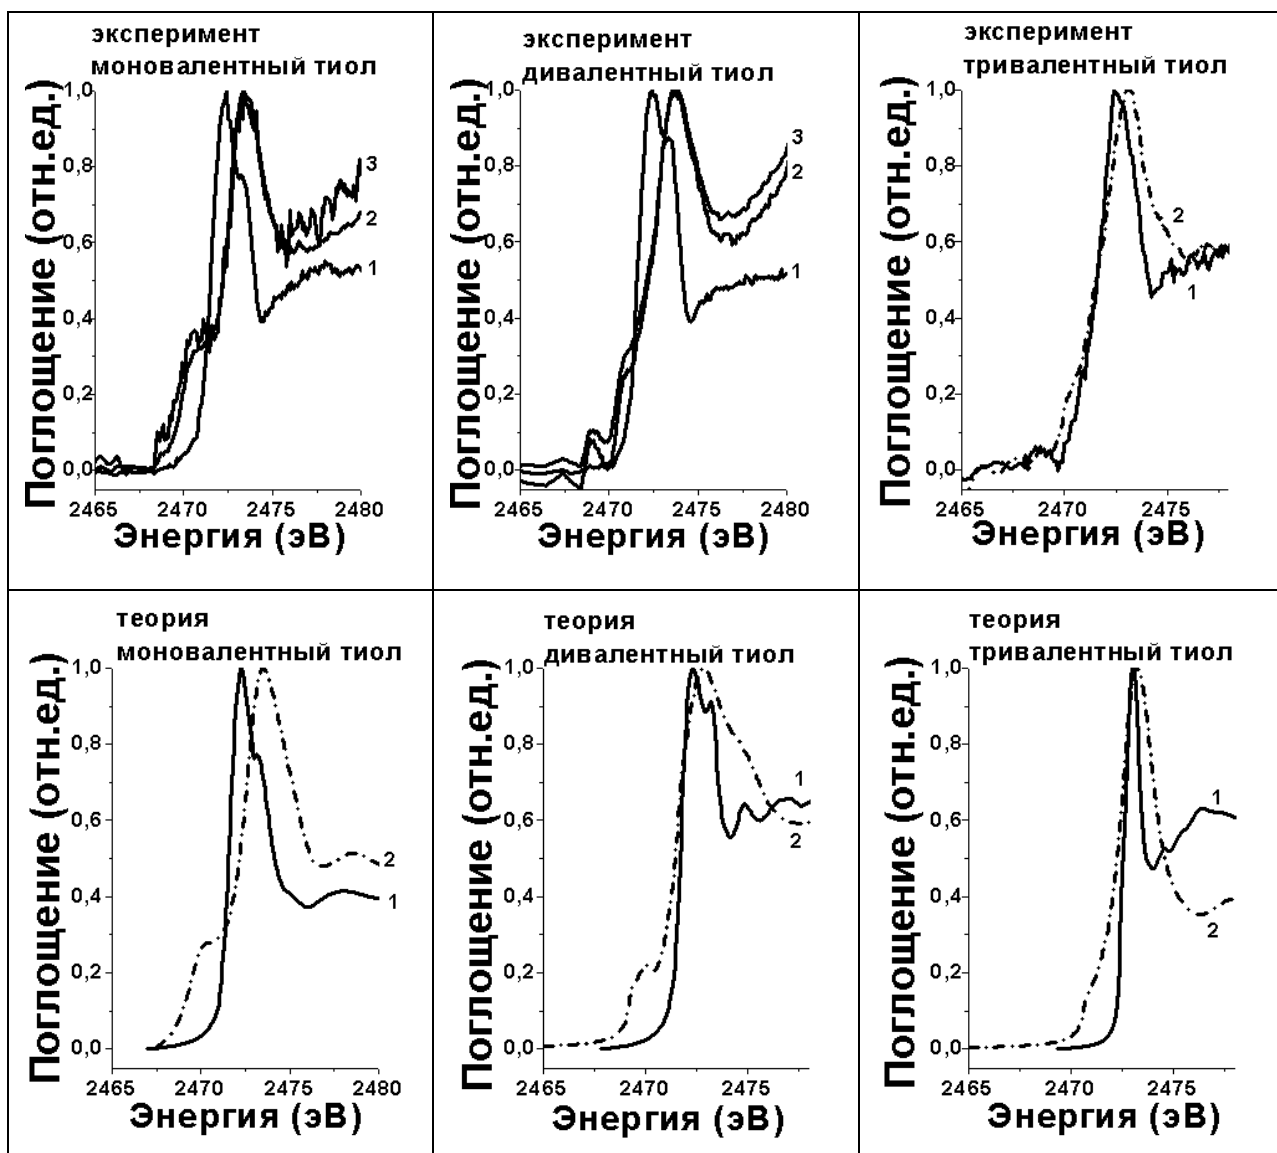 эксперимент
моновалентный тиол
Поглощение (отн.ед.)
1,0
0,8
0,6
0,4
0,2
0,0
3
2
1
2465 2470 2475 2480
Энергия (эВ)
эксперимент
дивалентный тиол
Поглощение (отн.ед.)
1,0
0,8
0,6
0,4
0,2
0,0
3
2
1
2465 2470 2475 2480
Энергия (эВ)
эксперимент
тривалентный тиол
Поглощение (отн.ед.)
1,0
0,8
0,6
0,4
0,2
0,0
2
1
2465 2470 2475
Энергия (эВ)
теория
моновалентный тиол
Поглощение (отн.ед.)
1,0
0,8
0,6
0,4
0,2
0,0
2
1
2465 2470 2475 2480
Энергия (эВ)
теория
дивалентный тиол
Поглощение (отн.ед.)
1,0
0,8
0,6
0,4
0,2
0,0
1
2
2465 2470 2475
Энергия (эВ)
теория
тривалентный тиол
Поглощение (отн.ед.)
1,0
0,8
0,6
0,4
0,2
0,0
1
2
2465 2470 2475
Энергия (эВ)